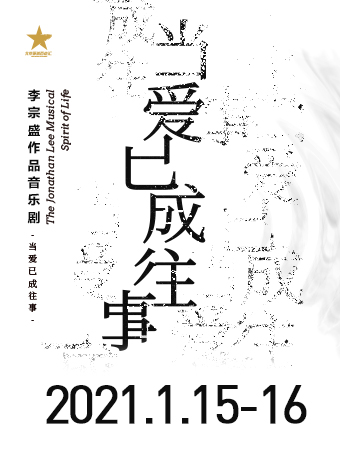 当爱已成往事
李宗盛作品音乐剧
- 当爱已成往事 -
The Jonathan Lee Musical
Spirit of Life
2021.1.15-16